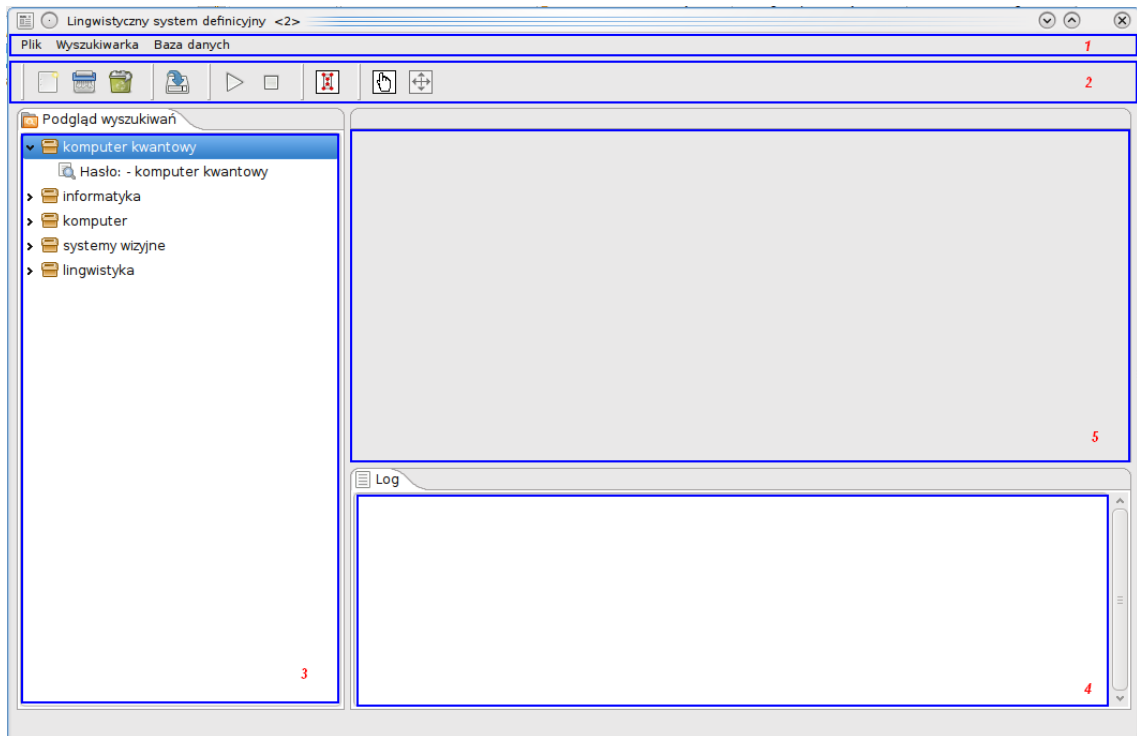 Lingwistyczny system definicyjny <2>
Plik Wyszukiwarka Baza danych
1
2
Podgląd wyszukiwań
komputer kwantowy
Hasło: - komputer kwantowy
informatyka
komputer
systemy wizyjne
lingwistyka
3
5
Log
4